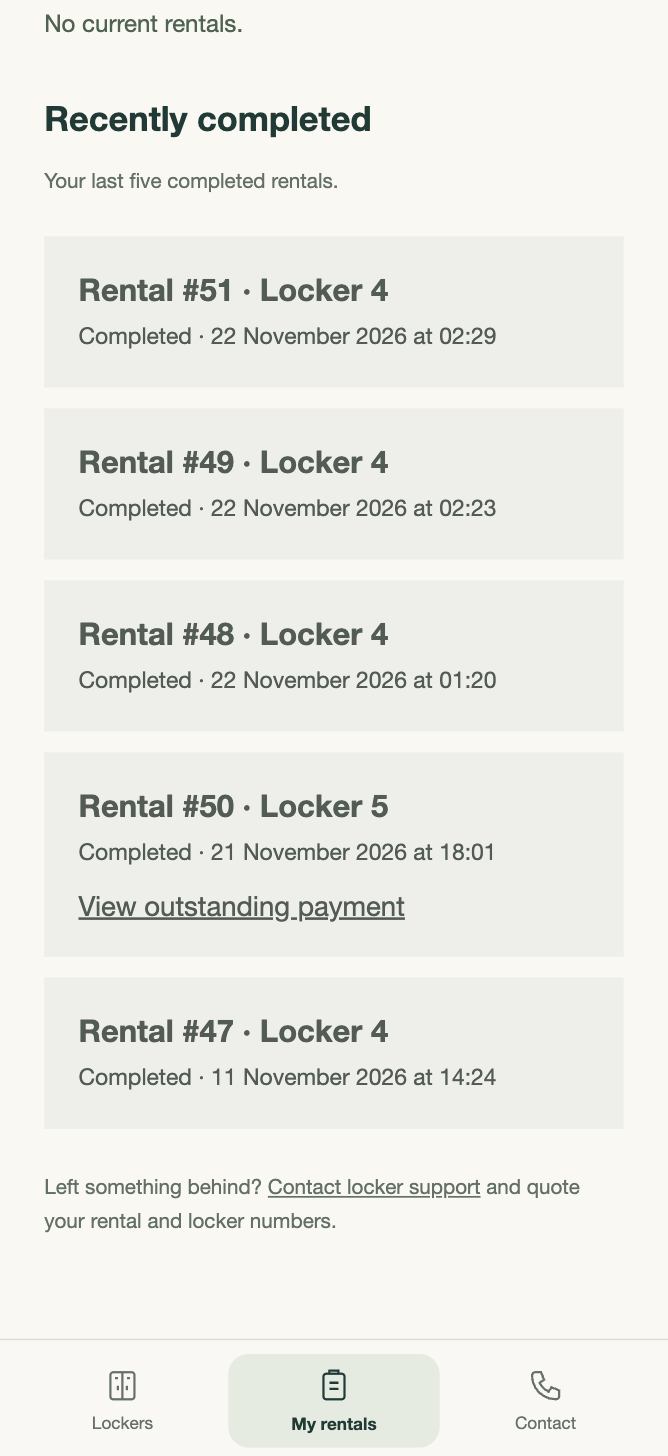 No current rentals.
Recently completed
Your last five completed rentals.
Rental #51 · Locker 4
Completed · 22 November 2026 at 02:29
Rental #49 · Locker 4
Completed · 22 November 2026 at 02:23
Rental #48 · Locker 4
Completed · 22 November 2026 at 01:20
Rental #50 · Locker 5
Completed · 21 November 2026 at 18:01
View outstanding payment
Rental #47 · Locker 4
Completed · 11 November 2026 at 14:24
Left something behind? Contact locker support and quote
your rental and locker numbers.
Lockers
My rentals
Contact